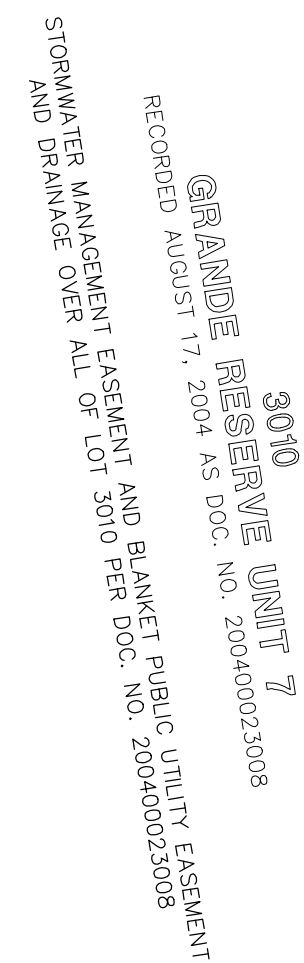 3010
GRANDE RESERVE UNIT 7
RECORDED AUGUST 17, 2004 AS DOC. NO. 200400023008
STORMWATER MANAGEMENT EASEMENT AND BLANKET PUBLIC UTILITY EASEMENT
AND DRAINAGE OVER ALL OF LOT 3010 PER DOC. NO. 200400023008